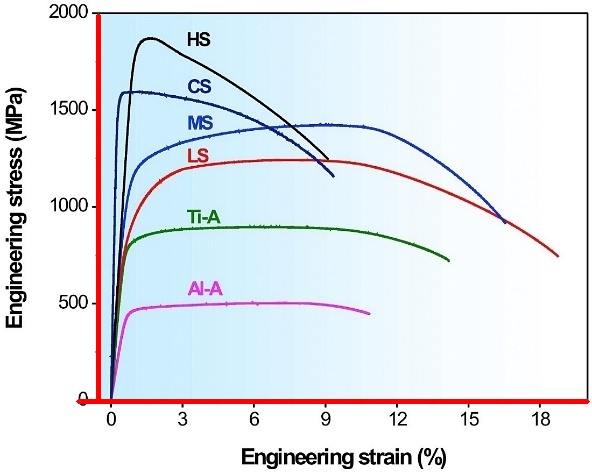 2000
HS
CS
1500
MS
LS
1000
Ti-A
Al-A
500
0
0 3 6 9 12 15 18
Engineering stress (MPa)
Engineering strain (%)